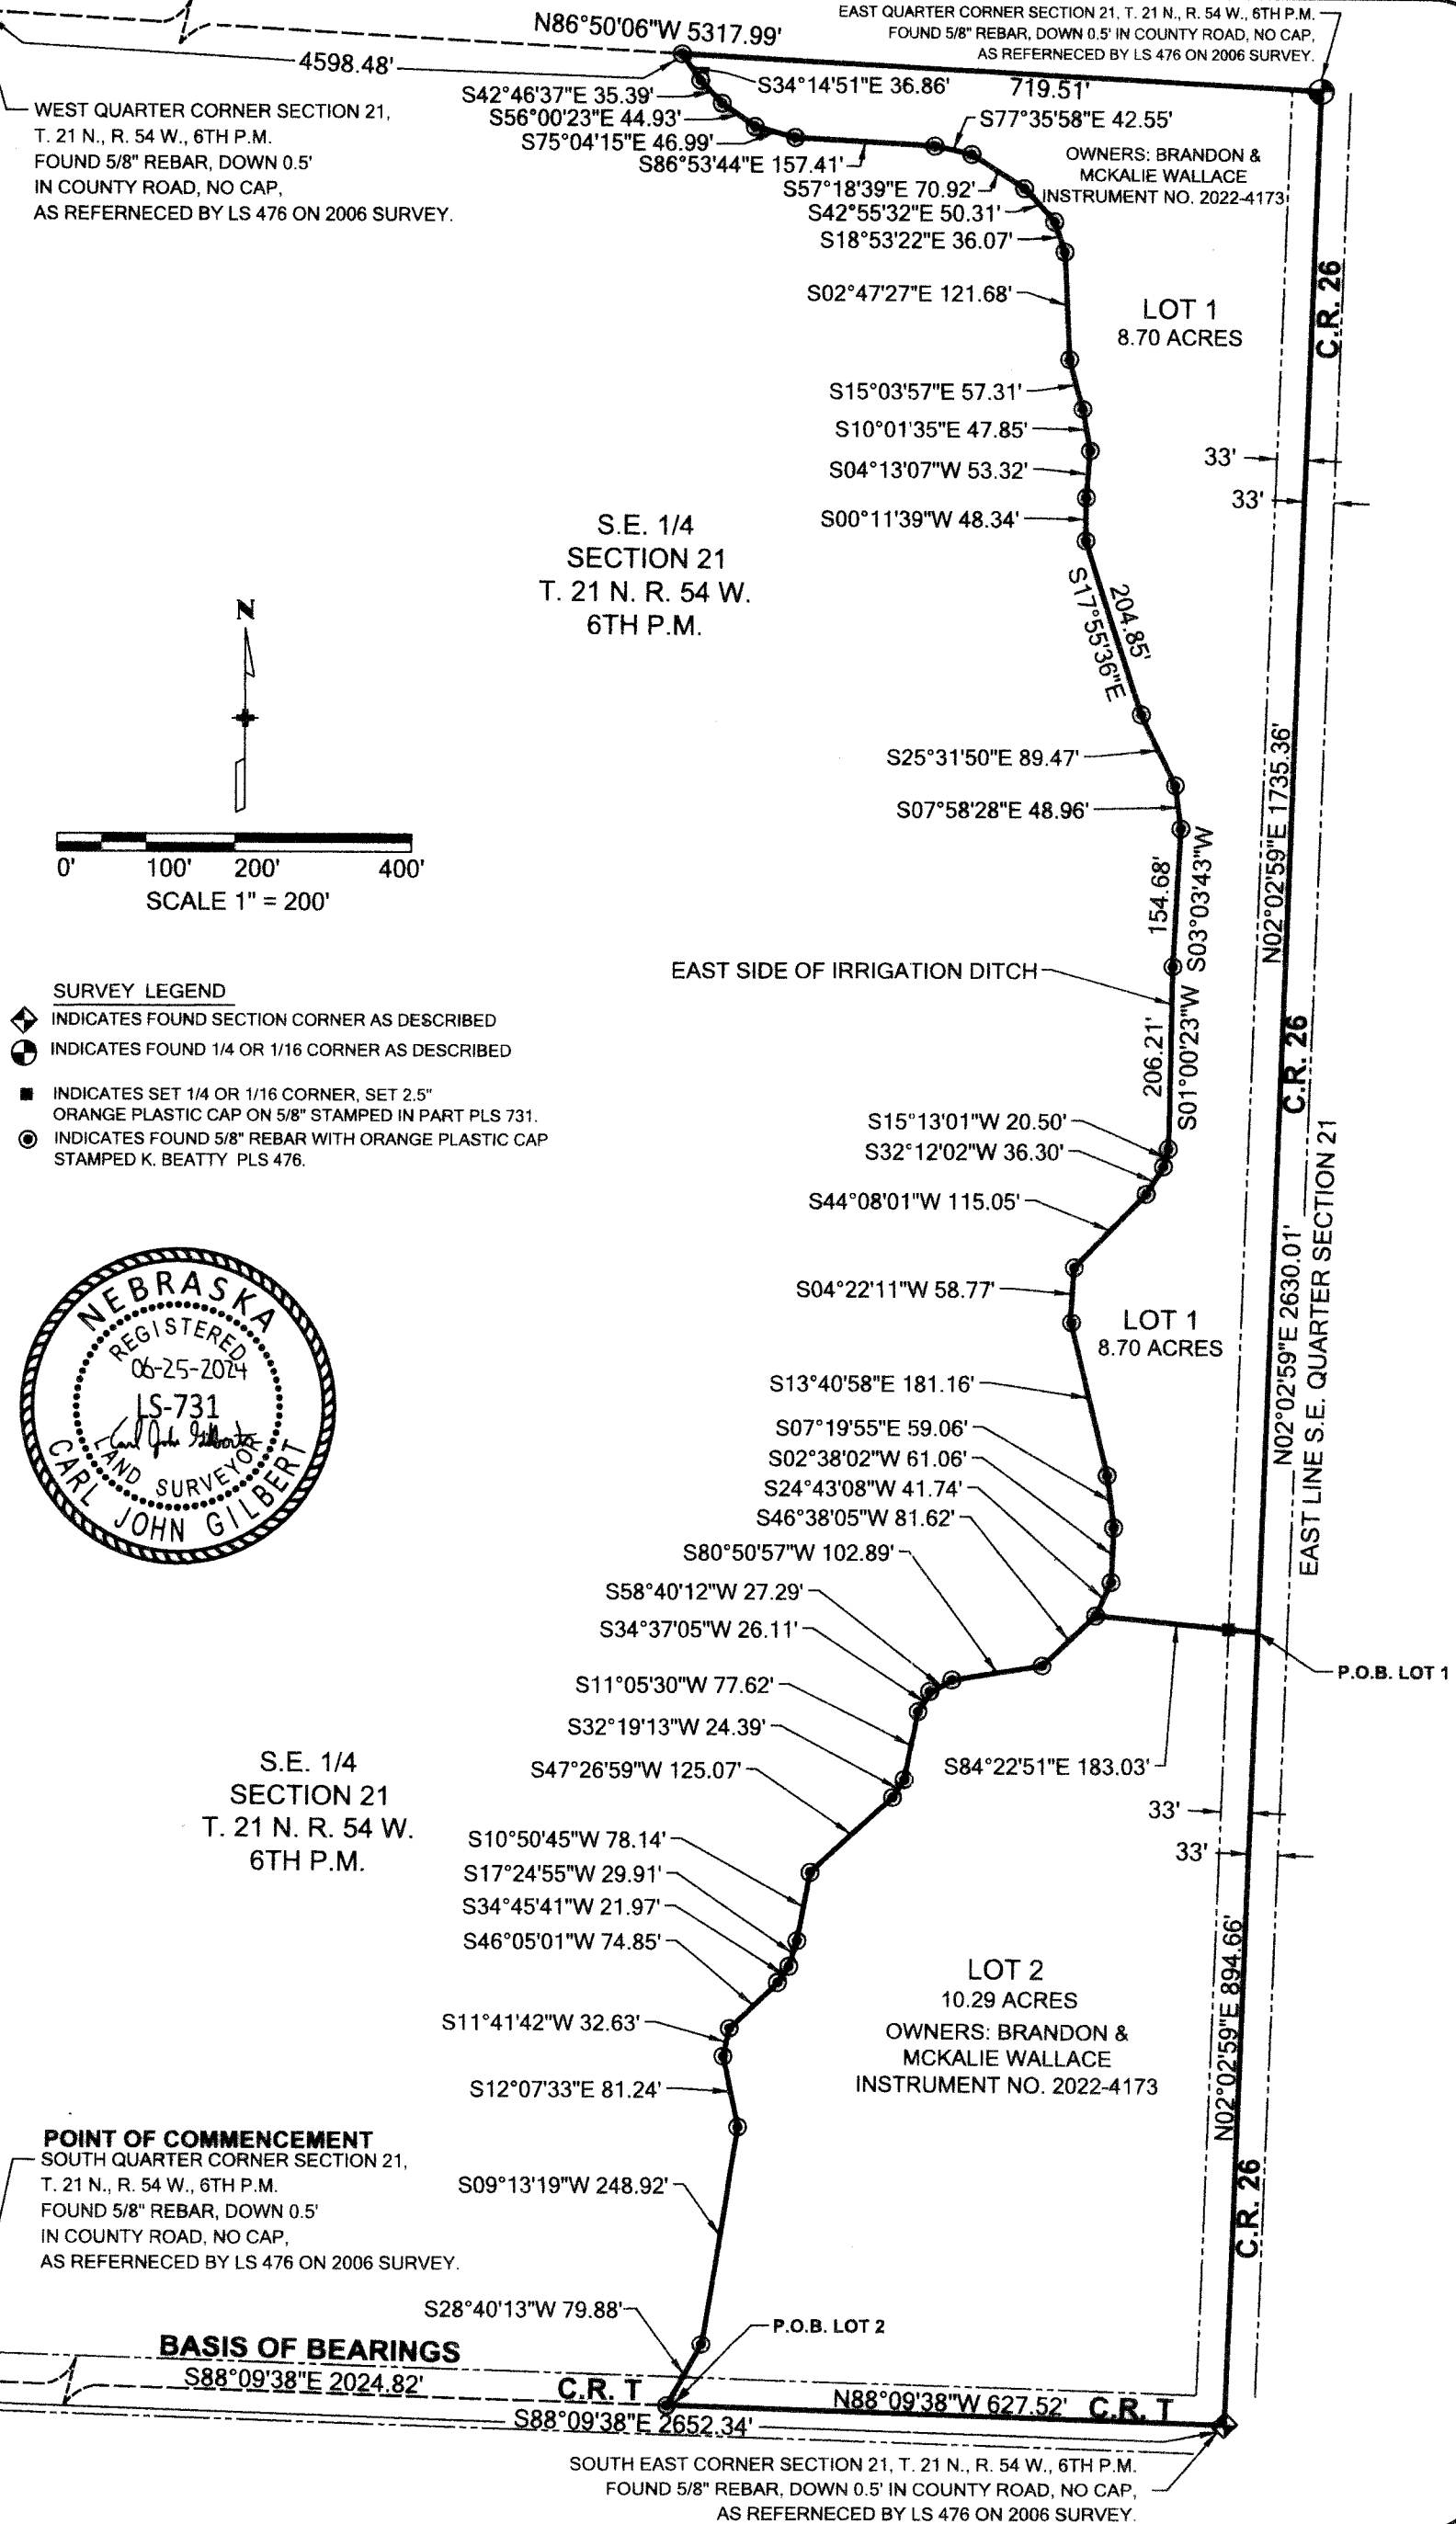 N86°50'06"W 5317.99'
4598.48'
EAST QUARTER CORNER SECTION 21, T. 21 N., R. 54 W., 6TH P.M.
FOUND 5/8" REBAR, DOWN 0.5' IN COUNTY ROAD, NO CAP,
AS REFERNECED BY LS 476 ON 2006 SURVEY.
719.51'
WEST QUARTER CORNER SECTION 21,
T. 21 N., R. 54 W., 6TH P.M.
FOUND 5/8" REBAR, DOWN 0.5'
IN COUNTY ROAD, NO CAP,
AS REFERNECED BY LS 476 ON 2006 SURVEY.
S34°14'51"E 36.86'
S42°46'37"E 35.39'
S56°00'23"E 44.93'
S75°04'15"E 46.99'
S86°53'44"E 157.41'
S77°35'58"E 42.55'
S57°18'39"E 70.92'
S42°55'32"E 50.31'
S18°53'22"E 36.07'
OWNERS: BRANDON &
MCKALIE WALLACE
INSTRUMENT NO. 2022-4173
S02°47'27"E 121.68'
LOT 1
8.70 ACRES
C.R. 26
S15°03'57"E 57.31'
S10°01'35"E 47.85'
S04°13'07"W 53.32'
S00°11'39"W 48.34'
33'
33'
S.E. 1/4
SECTION 21
T. 21 N. R. 54 W.
6TH P.M.
204.85'
S17°55'36"E
N
0' 100' 200' 400'
SCALE 1" = 200'
S25°31'50"E 89.47'
S07°58'28"E 48.96'
154.68'
S03°03'43"W
N02°02'59"E 1735.36'
EAST SIDE OF IRRIGATION DITCH
206.21'
S01°00'23"W
C.R. 26
SURVEY LEGEND
INDICATES FOUND SECTION CORNER AS DESCRIBED
INDICATES FOUND 1/4 OR 1/16 CORNER AS DESCRIBED
INDICATES SET 1/4 OR 1/16 CORNER, SET 2.5"
ORANGE PLASTIC CAP ON 5/8" STAMPED IN PART PLS 731.
INDICATES FOUND 5/8" REBAR WITH ORANGE PLASTIC CAP
STAMPED K. BEATTY PLS 476.
S15°13'01"W 20.50'
S32°12'02"W 36.30'
S44°08'01"W 115.05'
S04°22'11"W 58.77'
LOT 1
8.70 ACRES
N02°02'59"E 2630.01'
EAST LINE S.E. QUARTER SECTION 21
NEBRASKA
REGISTERED
06-25-2024
LS-731
Carl John Gilbert
LAND SURVEYOR
CARL JOHN GILBERT
S13°40'58"E 181.16'
S07°19'55"E 59.06'
S02°38'02"W 61.06'
S24°43'08"W 41.74'
S46°38'05"W 81.62'
S80°50'57"W 102.89'
S58°40'12"W 27.29'
S34°37'05"W 26.11'
S11°05'30"W 77.62'
S32°19'13"W 24.39'
S47°26'59"W 125.07'
P.O.B. LOT 1
S84°22'51"E 183.03'
33'
33'
S.E. 1/4
SECTION 21
T. 21 N. R. 54 W.
6TH P.M.
S10°50'45"W 78.14'
S17°24'55"W 29.91'
S34°45'41"W 21.97'
S46°05'01"W 74.85'
S11°41'42"W 32.63'
S12°07'33"E 81.24'
LOT 2
10.29 ACRES
OWNERS: BRANDON &
MCKALIE WALLACE
INSTRUMENT NO. 2022-4173
N02°02'59"E 894.66'
C.R. 26
POINT OF COMMENCEMENT
SOUTH QUARTER CORNER SECTION 21,
T. 21 N., R. 54 W., 6TH P.M.
FOUND 5/8" REBAR, DOWN 0.5'
IN COUNTY ROAD, NO CAP,
AS REFERNECED BY LS 476 ON 2006 SURVEY.
S09°13'19"W 248.92'
S28°40'13"W 79.88'
P.O.B. LOT 2
BASIS OF BEARINGS
S88°09'38"E 2024.82'
C.R. T
N88°09'38"W 627.52'
C.R. T
S88°09'38"E 2652.34'
SOUTH EAST CORNER SECTION 21, T. 21 N., R. 54 W., 6TH P.M.
FOUND 5/8" REBAR, DOWN 0.5' IN COUNTY ROAD, NO CAP,
AS REFERNECED BY LS 476 ON 2006 SURVEY.